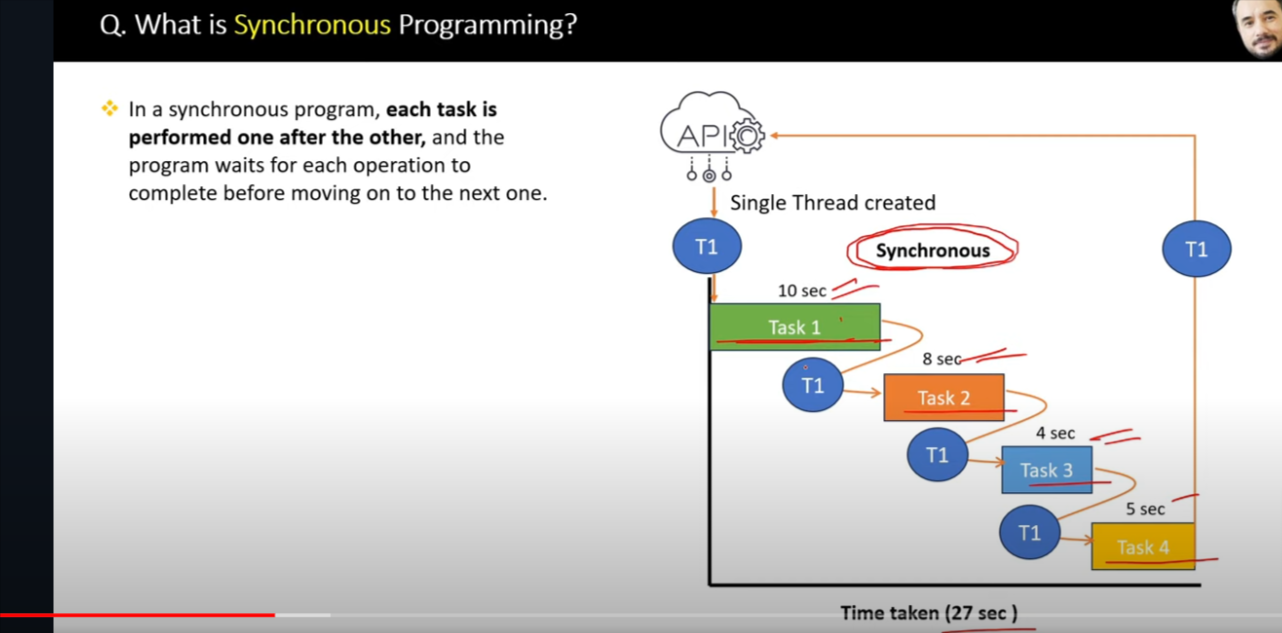 Q. What is Synchronous Programming?
In a synchronous program, each task is
performed one after the other, and the
program waits for each operation to
complete before moving on to the next one.
API
Single Thread created
T1
Synchronous
T1
10 sec
Task 1
8 sec
T1
Task 2
4 sec
T1
Task 3
5 sec
T1
Task 4
Time taken (27 sec )